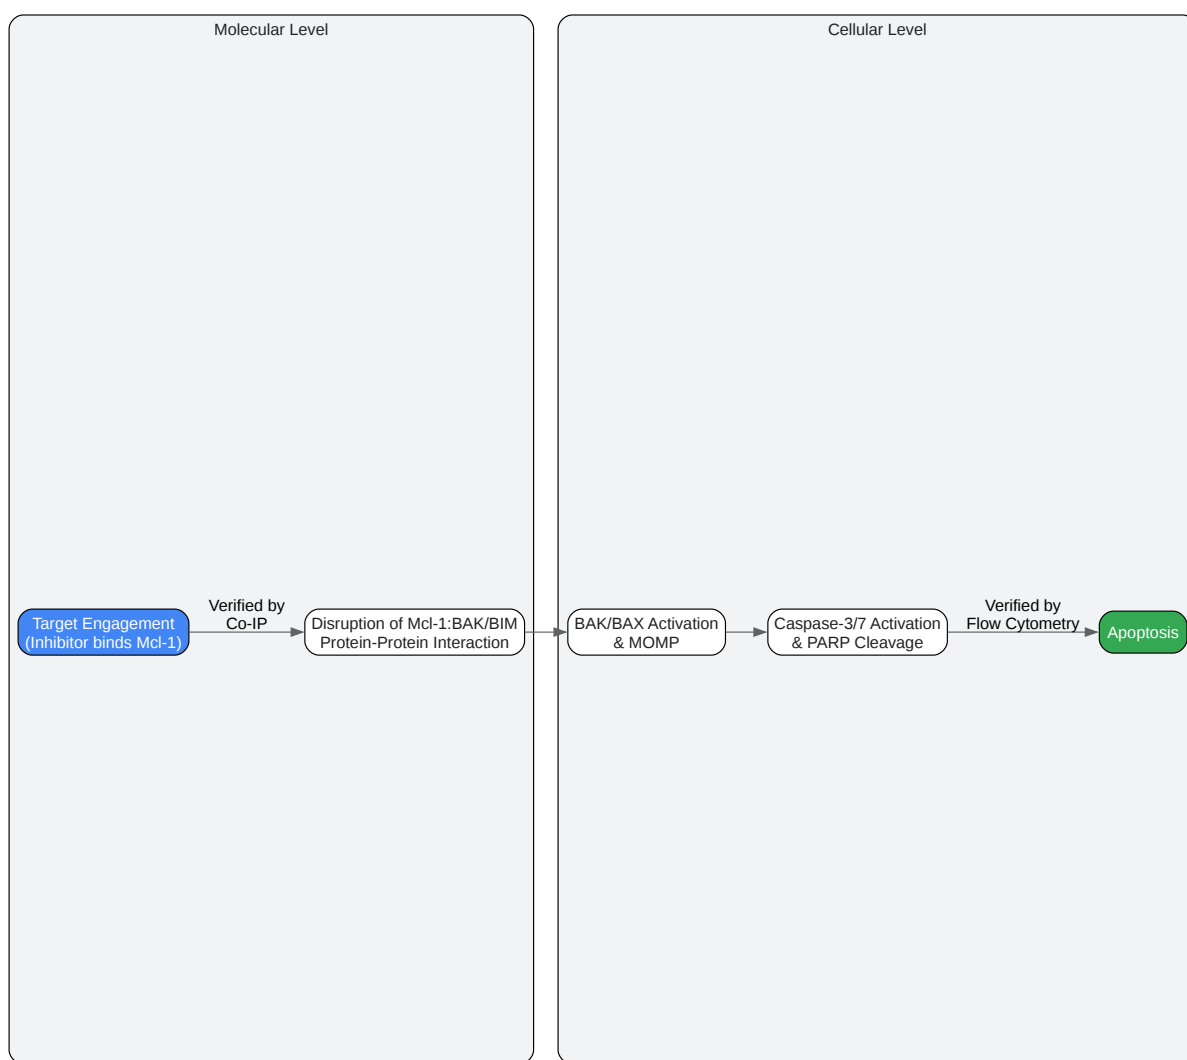 Molecular Level
Cellular Level
Target Engagement
(Inhibitor binds Mcl-1)
Verified by
Co-IP
Disruption of Mcl-1:BAK/BIM
Protein-Protein Interaction
BAK/BAX Activation
& MOMP
Caspase-3/7 Activation
& PARP Cleavage
Verified by
Flow Cytometry
Apoptosis